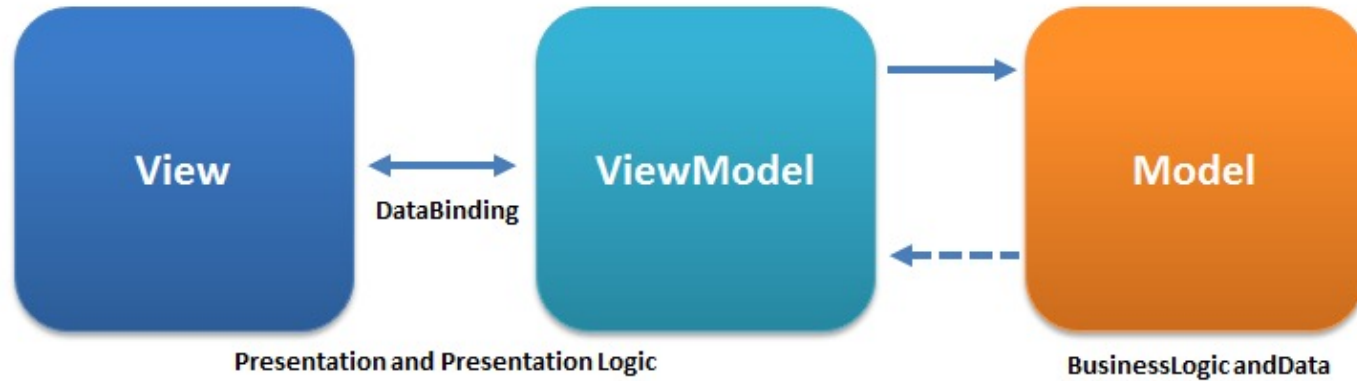 View
ViewModel
Model
DataBinding
Presentation and Presentation Logic
BusinessLogic andData